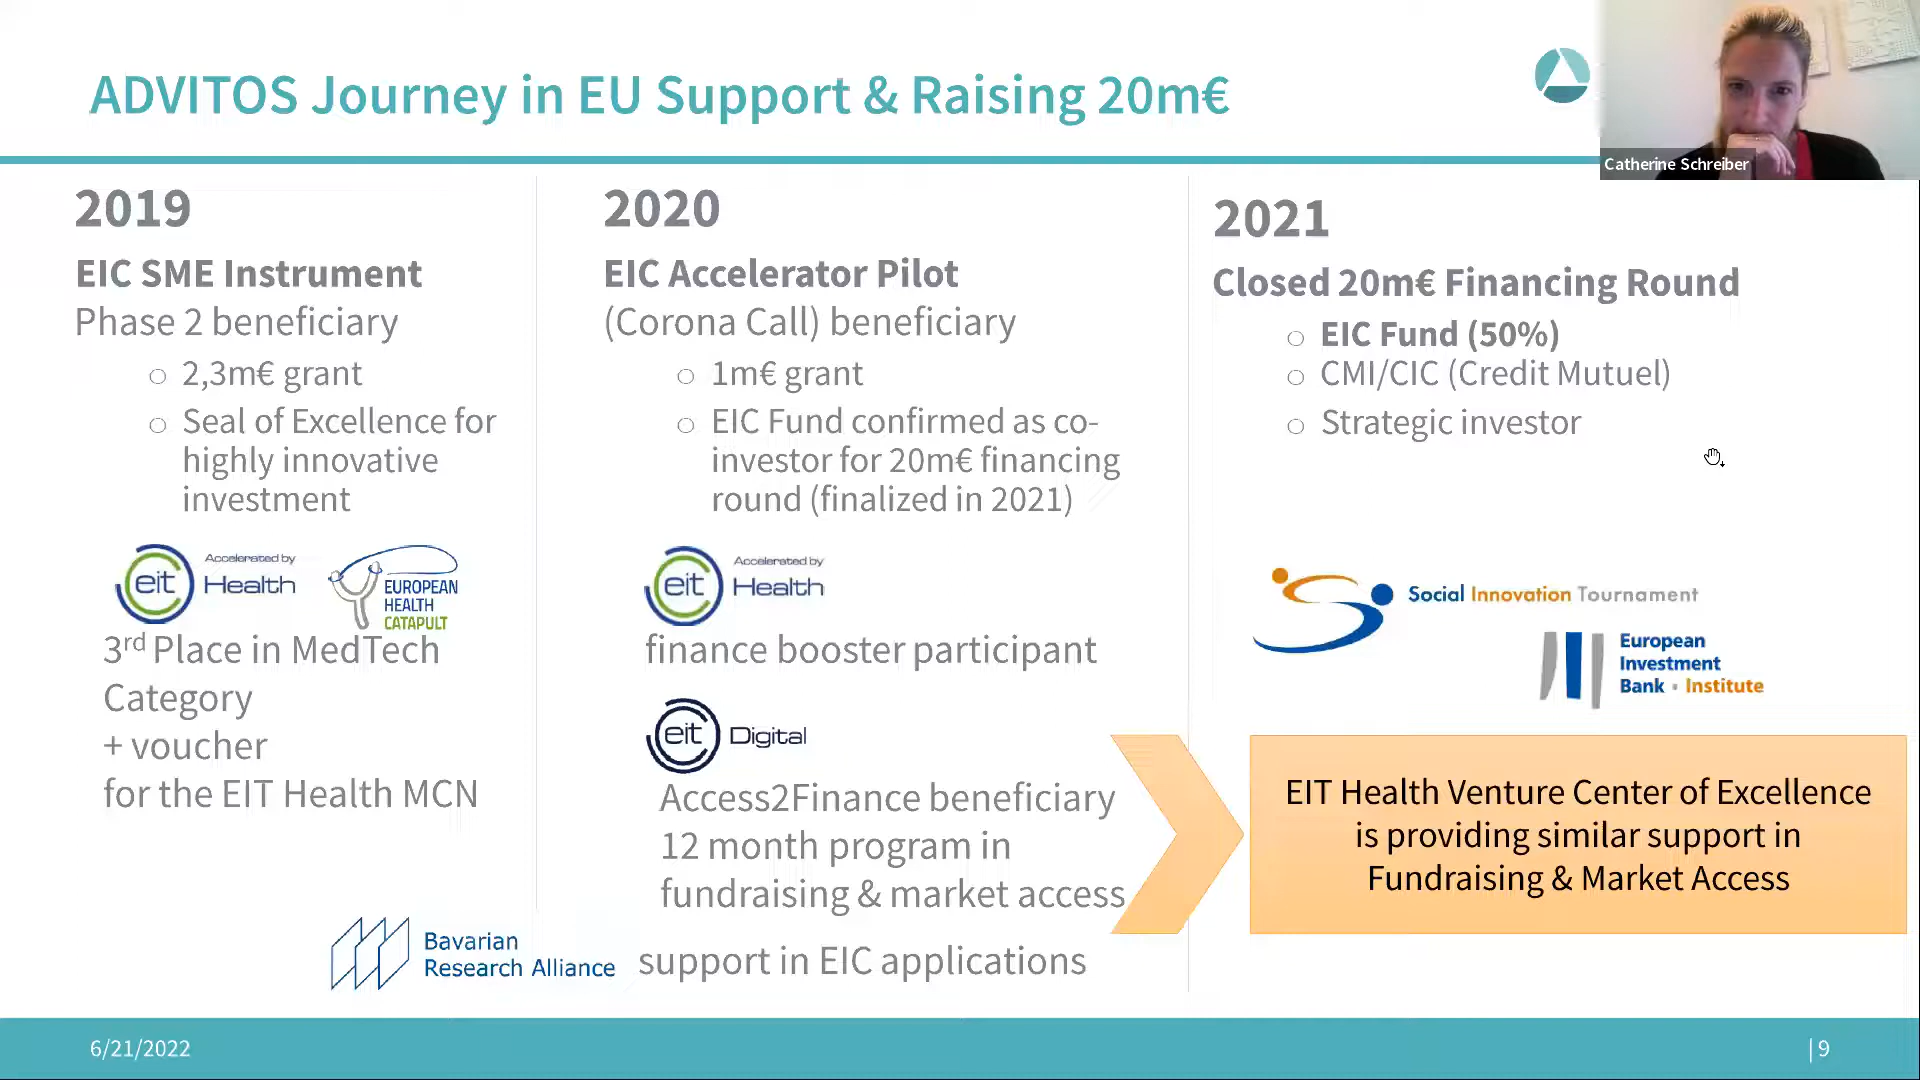 ADVITOS Journey in EU Support & Raising 20m€
Catherine Schreiber
2019
EIC SME Instrument
Phase 2 beneficiary
2,3m€ grant
Seal of Excellence for
highly innovative
investment
eit
Accelerated by
Health
EUROPEAN
HEALTH
CATAPULT
3rd Place in MedTech
Category
+ voucher
for the EIT Health MCN
Bavarian
Research Alliance
2020
EIC Accelerator Pilot
(Corona Call) beneficiary
1m€ grant
EIC Fund confirmed as co-
investor for 20m€ financing
round (finalized in 2021)
eit
Accelerated by
Health
finance booster participant
eit Digital
Access2Finance beneficiary
12 month program in
fundraising & market access
support in EIC applications
2021
Closed 20m€ Financing Round
EIC Fund (50%)
CMI/CIC (Credit Mutuel)
Strategic investor
Social Innovation Tournament
European
Investment
Bank Institute
EIT Health Venture Center of Excellence
is providing similar support in
Fundraising & Market Access
6/21/2022
| 9